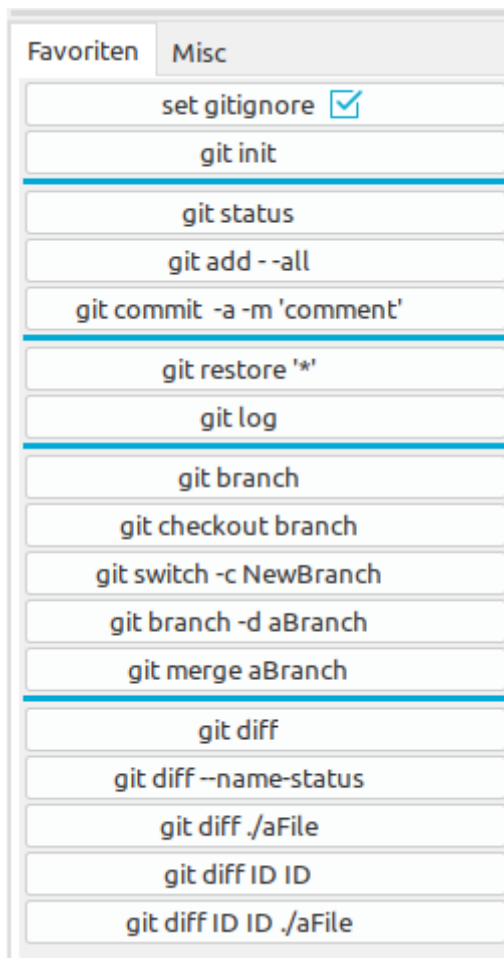 Favoriten Misc
set gitignore
git init
git status
git add - -all
git commit -a -m 'comment'
git restore '*'
git log
git branch
git checkout branch
git switch -c NewBranch
git branch -d aBranch
git merge aBranch
git diff
git diff --name-status
git diff ./aFile
git diff ID ID
git diff ID ID ./aFile